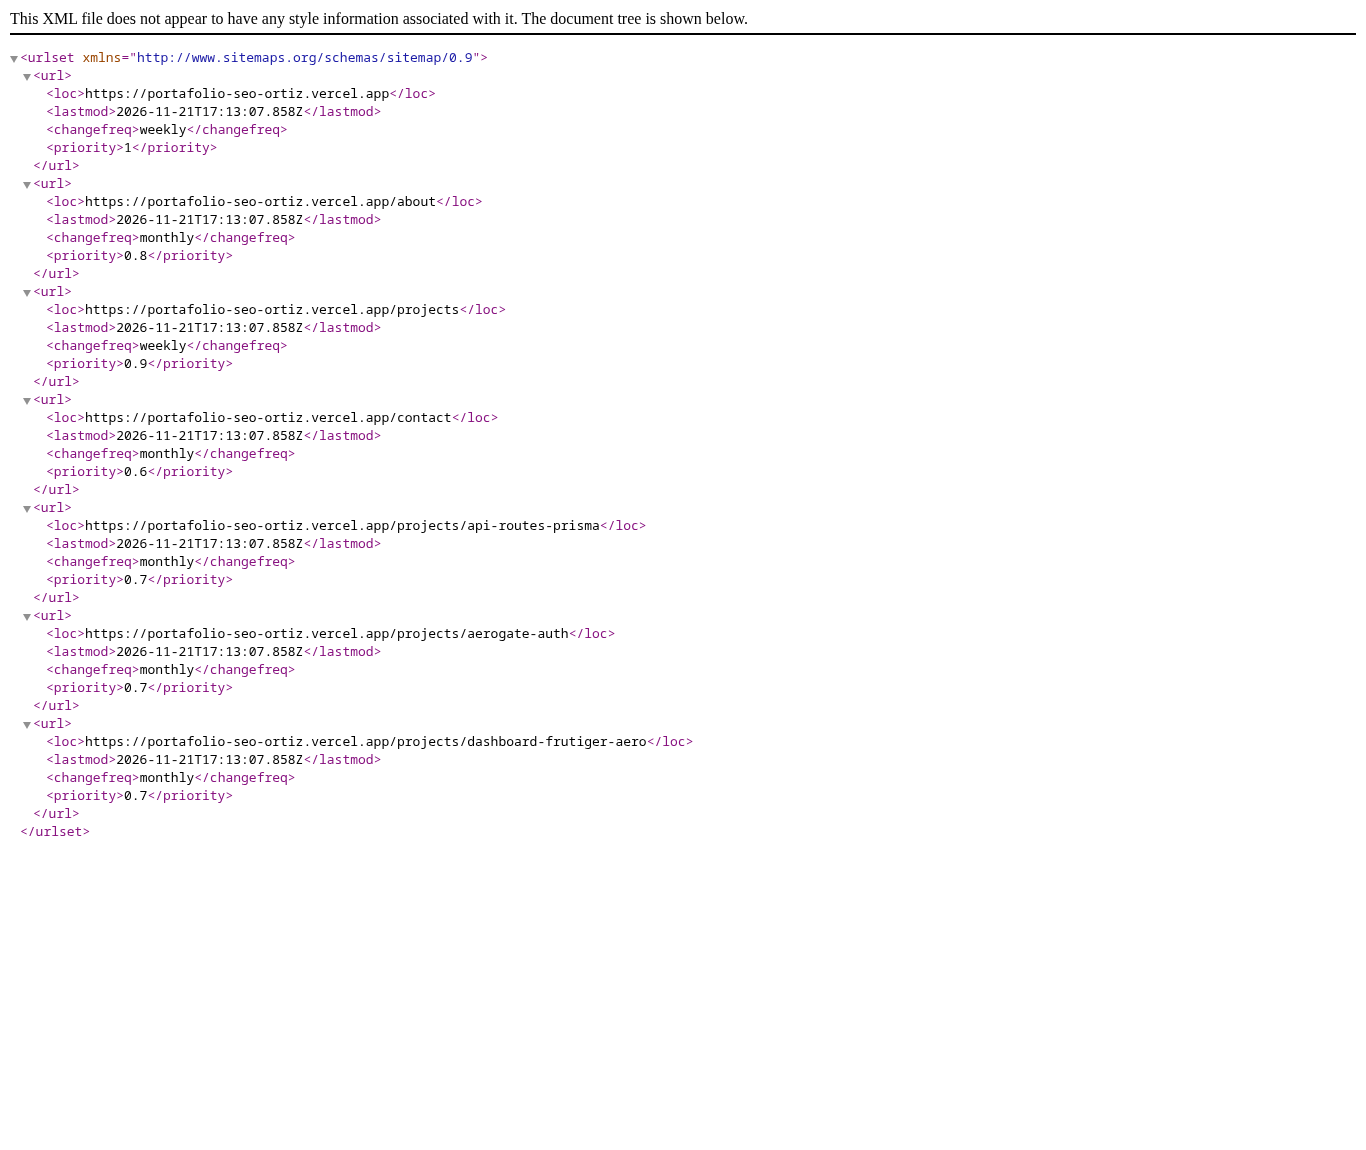 This XML file does not appear to have any style information associated with it. The document tree is shown below.
<urlset xmlns="http://www.sitemaps.org/schemas/sitemap/0.9">
<url>
<loc>https://portafolio-seo-ortiz.vercel.app</loc>
<lastmod>2026-11-21T17:13:07.858Z</lastmod>
<changefreq>weekly</changefreq>
<priority>1</priority>
</url>
<url>
<loc>https://portafolio-seo-ortiz.vercel.app/about</loc>
<lastmod>2026-11-21T17:13:07.858Z</lastmod>
<changefreq>monthly</changefreq>
<priority>0.8</priority>
</url>
<url>
<loc>https://portafolio-seo-ortiz.vercel.app/projects</loc>
<lastmod>2026-11-21T17:13:07.858Z</lastmod>
<changefreq>weekly</changefreq>
<priority>0.9</priority>
</url>
<url>
<loc>https://portafolio-seo-ortiz.vercel.app/contact</loc>
<lastmod>2026-11-21T17:13:07.858Z</lastmod>
<changefreq>monthly</changefreq>
<priority>0.6</priority>
</url>
<url>
<loc>https://portafolio-seo-ortiz.vercel.app/projects/api-routes-prisma</loc>
<lastmod>2026-11-21T17:13:07.858Z</lastmod>
<changefreq>monthly</changefreq>
<priority>0.7</priority>
</url>
<url>
<loc>https://portafolio-seo-ortiz.vercel.app/projects/aerogate-auth</loc>
<lastmod>2026-11-21T17:13:07.858Z</lastmod>
<changefreq>monthly</changefreq>
<priority>0.7</priority>
</url>
<url>
<loc>https://portafolio-seo-ortiz.vercel.app/projects/dashboard-frutiger-aero</loc>
<lastmod>2026-11-21T17:13:07.858Z</lastmod>
<changefreq>monthly</changefreq>
<priority>0.7</priority>
</url>
</urlset>